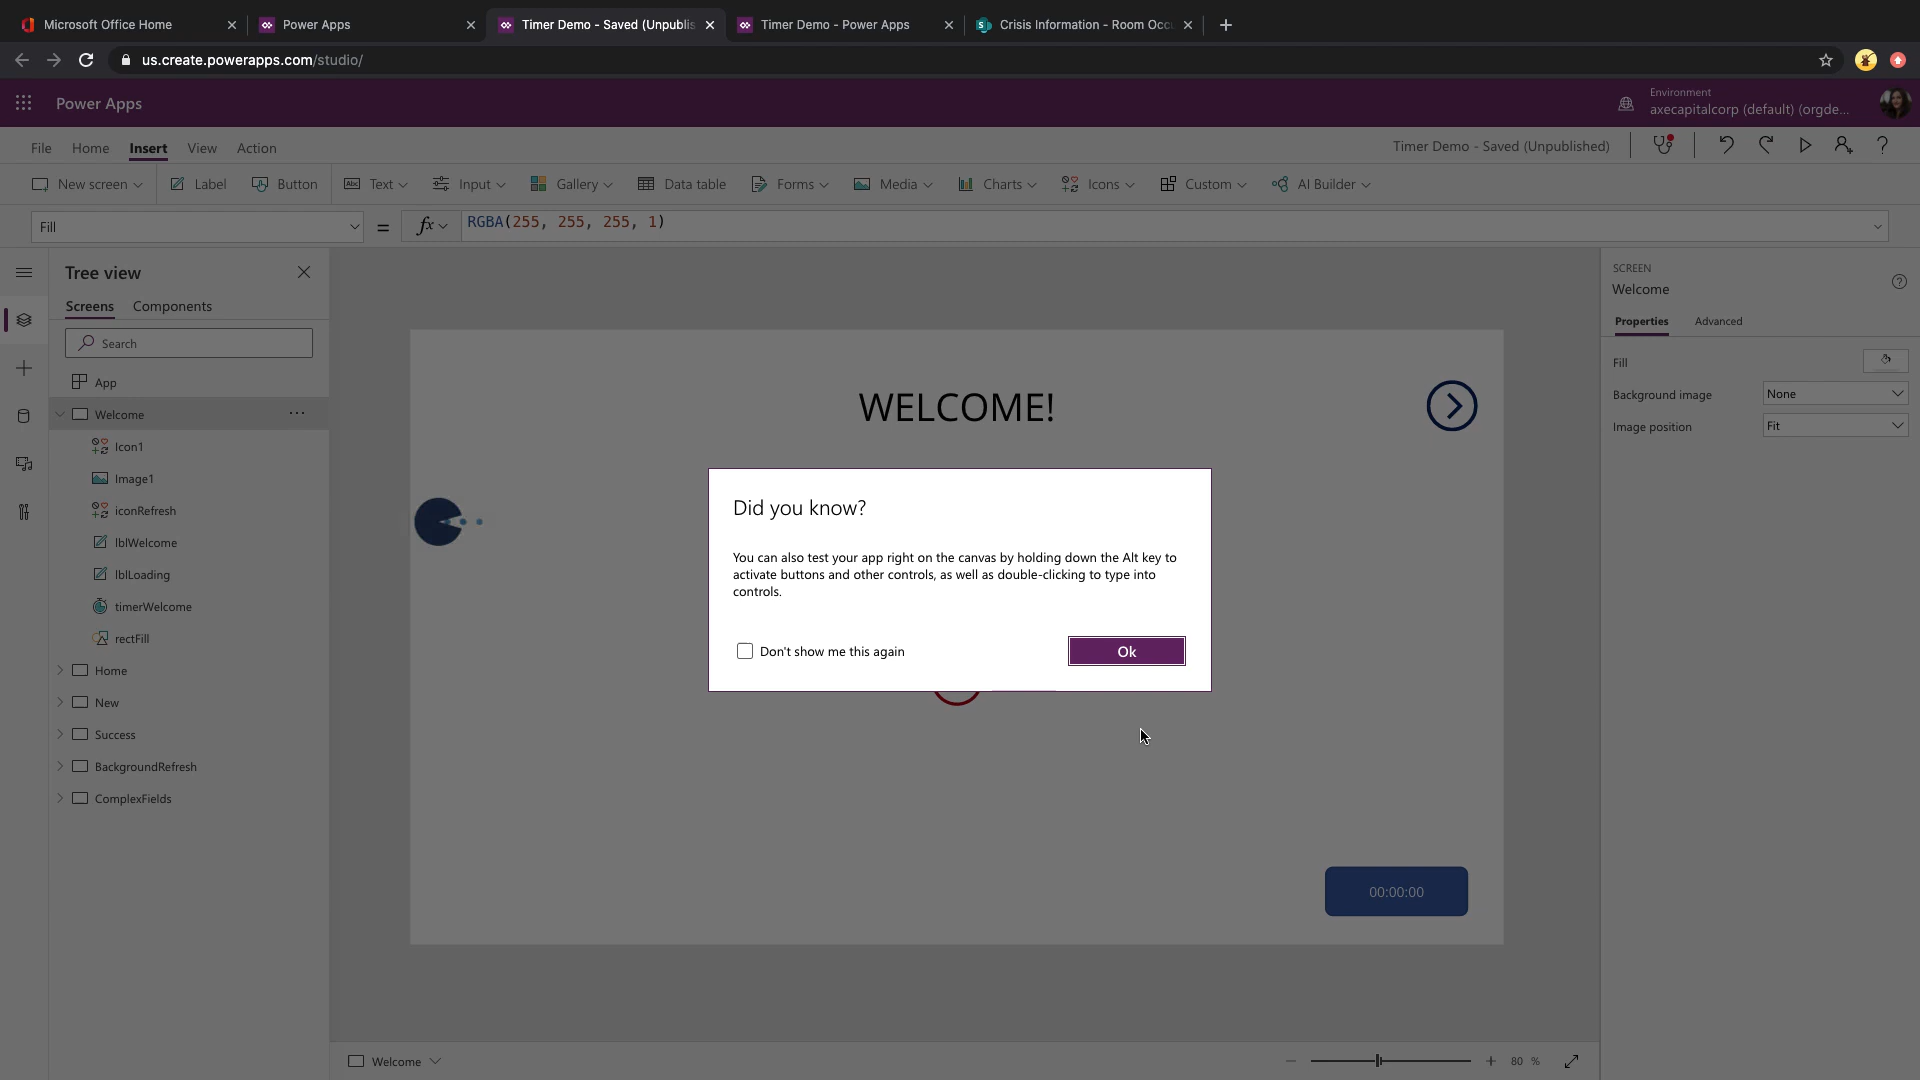 Microsoft Office Home
Power Apps
Timer Demo - Saved (Unpublis
Timer Demo - Power Apps
Crisis Information - Room Occu
us.create.powerapps.com/studio/
Power Apps
Environment
axecapitalcorp (default) (orgde...
File
Home
Insert
View
Action
Timer Demo - Saved (Unpublished)
New screen
Label
Button
Text
Input
Gallery
Data table
Forms
Media
Charts
Icons
Custom
AI Builder
Fill
=
fx
RGBA(255, 255, 255, 1)
Tree view
Screens
Components
Search
App
Welcome
Icon1
Image1
iconRefresh
lblWelcome
lblLoading
timerWelcome
rectFill
Home
New
Success
BackgroundRefresh
ComplexFields
WELCOME!
Did you know?
You can also test your app right on the canvas by holding down the Alt key to
activate buttons and other controls, as well as double-clicking to type into
controls.
Don't show me this again
Ok
00:00:00
SCREEN
Welcome
Properties
Advanced
Fill
Background image
None
Image position
Fit
Welcome
80 %